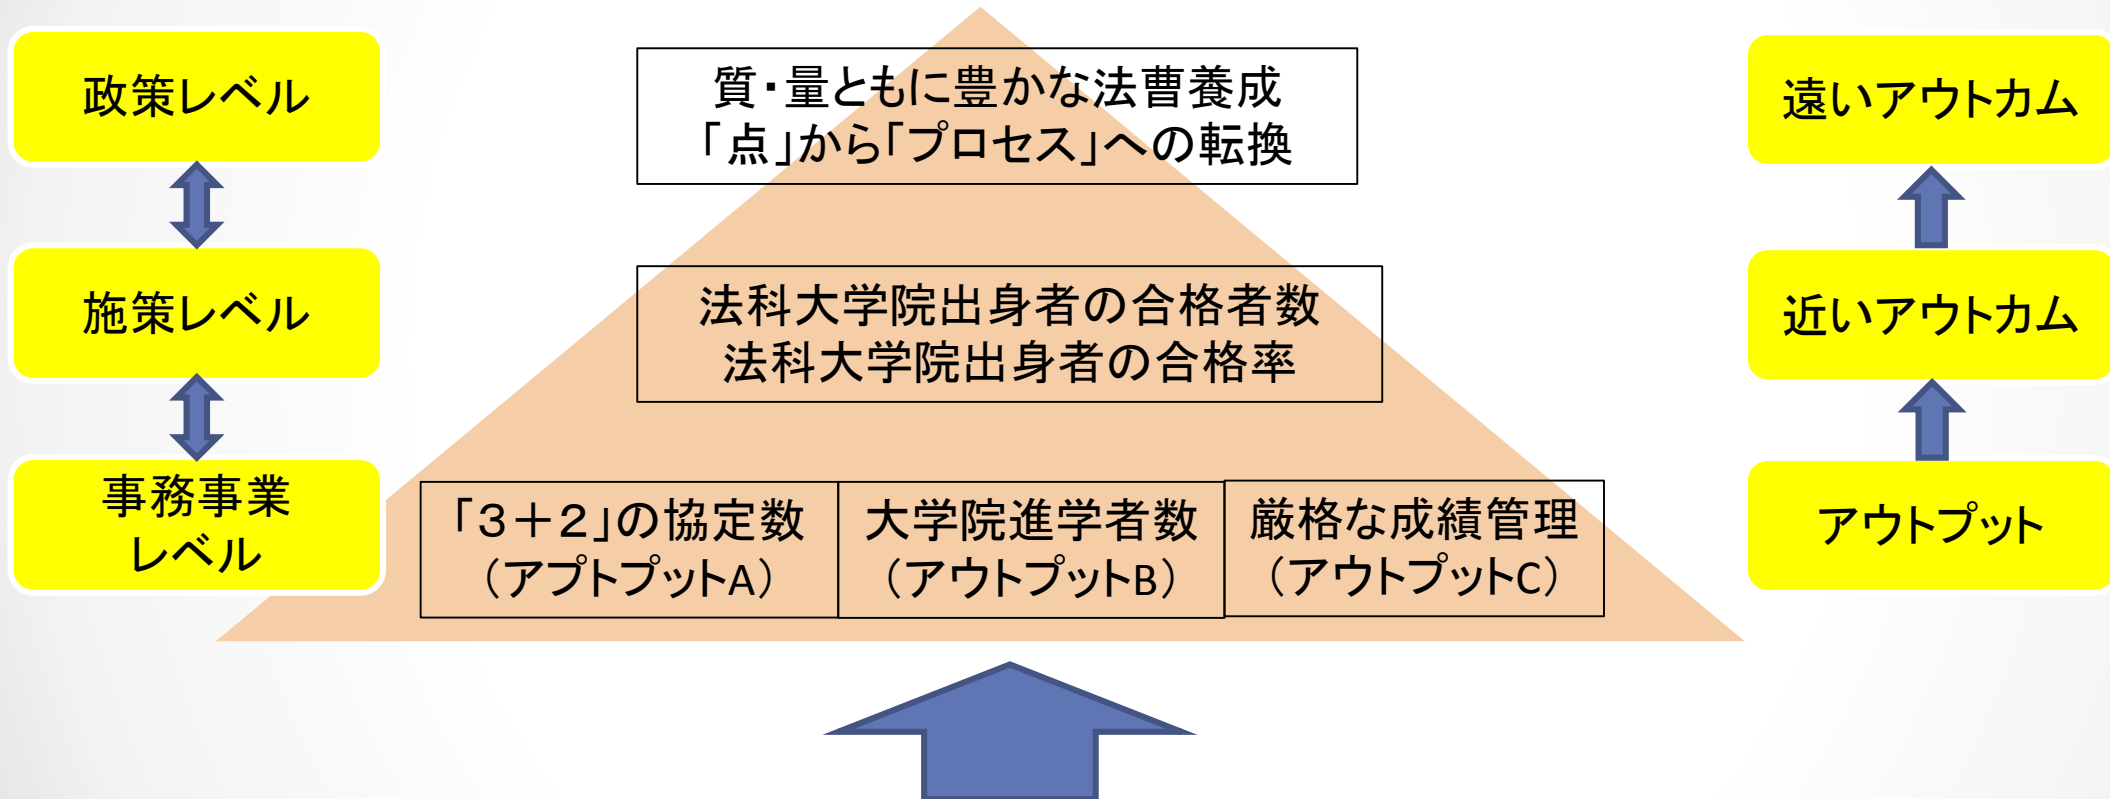 政策レベル
質・量ともに豊かな法曹養成
「点」から「プロセス」への転換
遠いアウトカム
施策レベル
法科大学院出身者の合格者数
法科大学院出身者の合格率
近いアウトカム
事務事業
レベル
「３＋２」の協定数
（アプトプットA）
大学院進学者数
（アウトプットB）
厳格な成績管理
（アウトプットC）
アウトプット